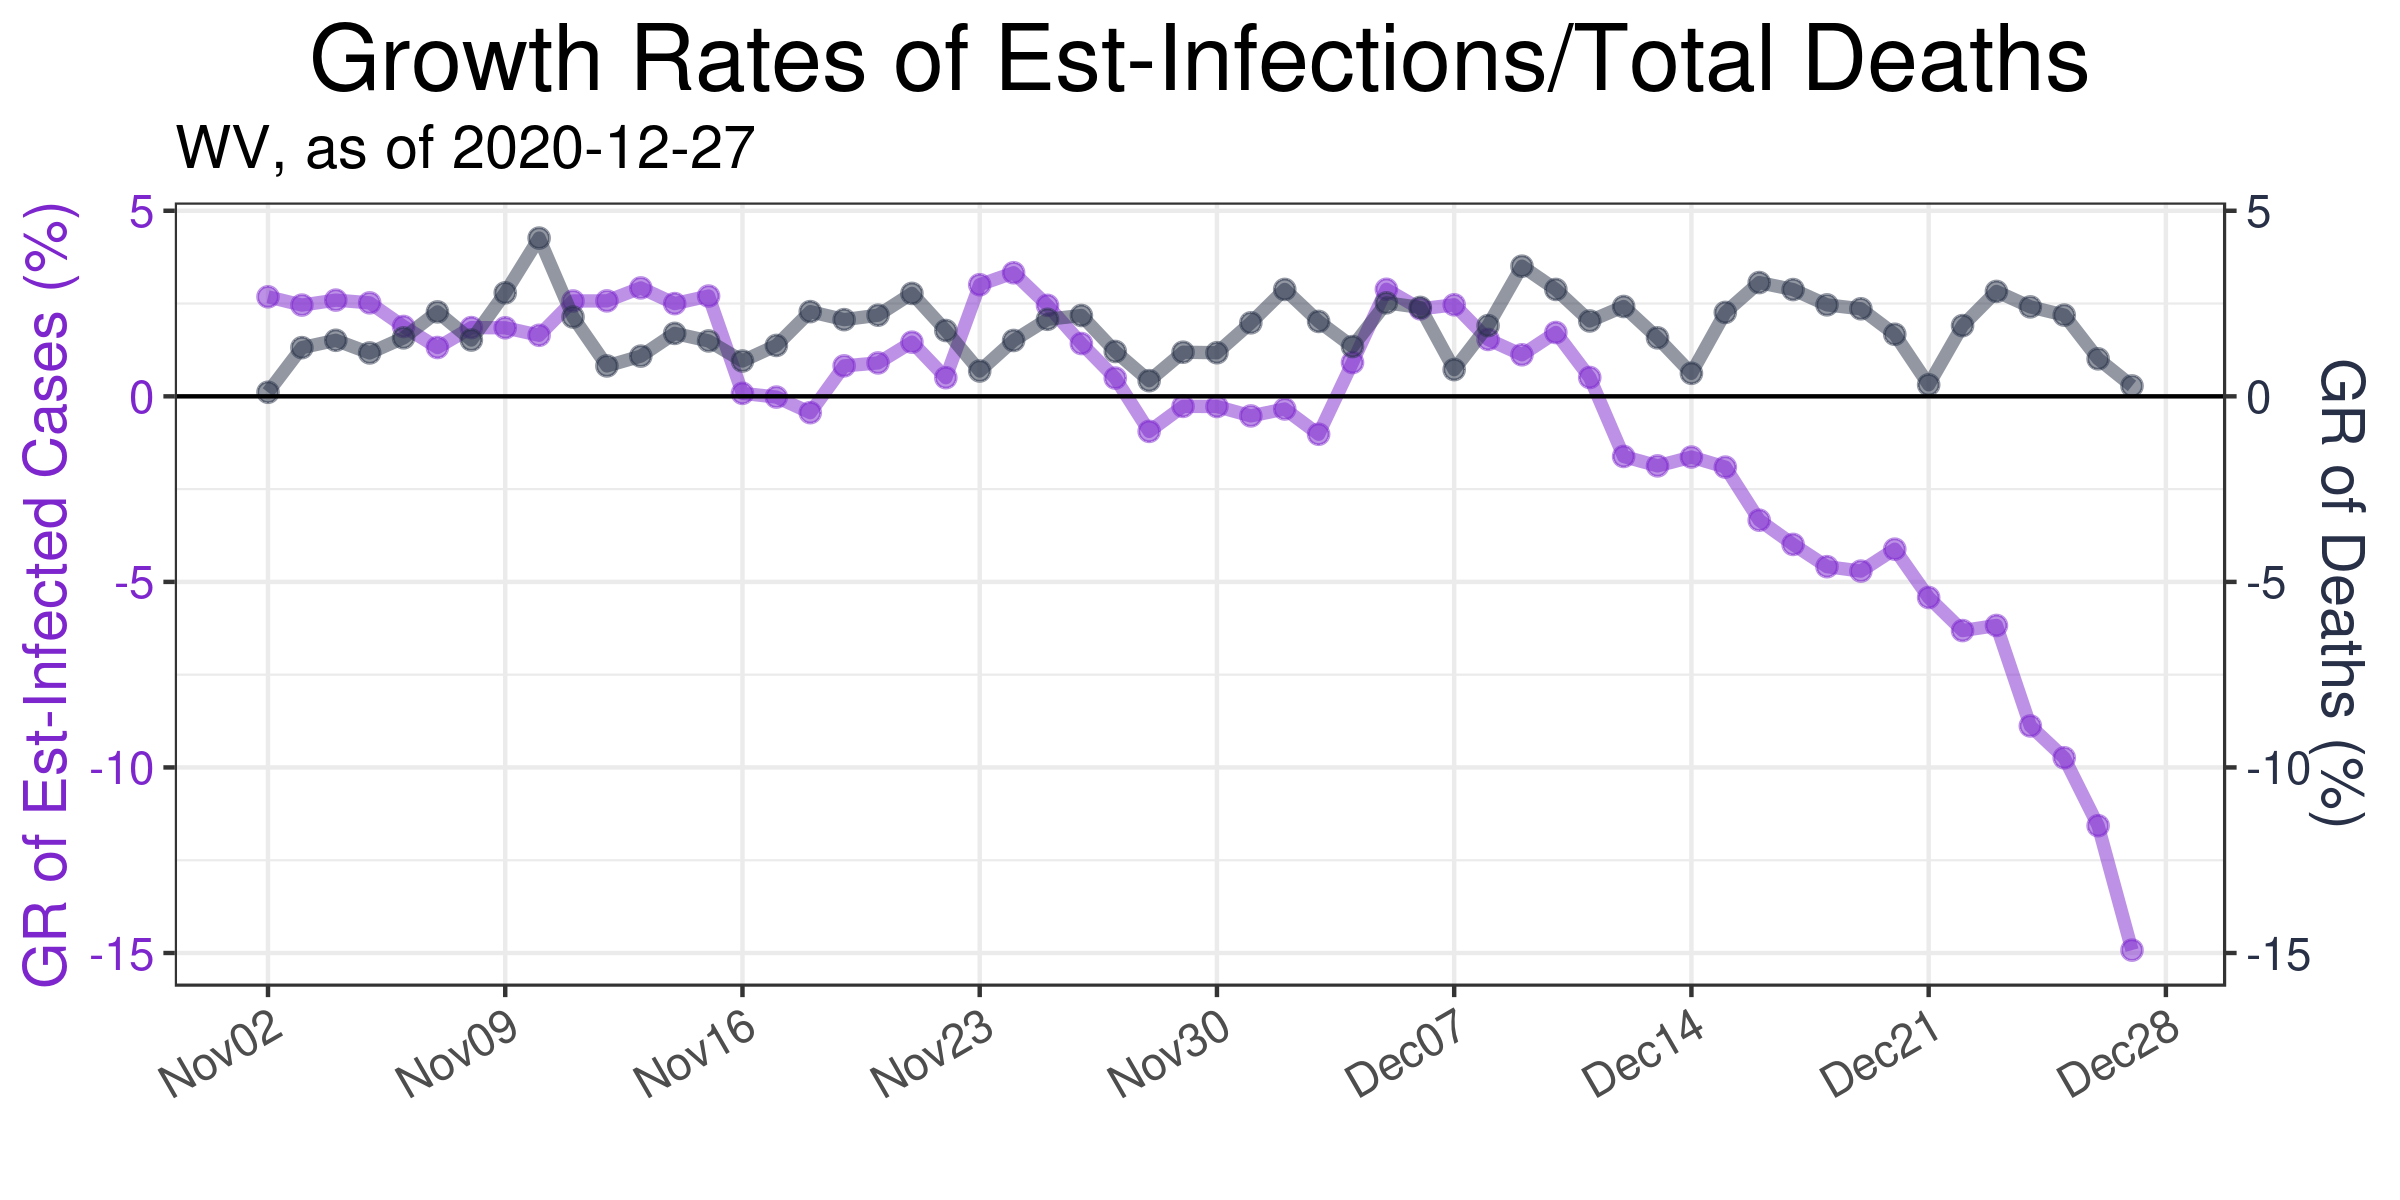 Growth Rates of Est-Infections/Total Deaths
WV, as of 2020-12-27
GR of Est-Infected Cases (%)
5
0
-5
-10
-15
5
0
-5
-10
-15
GR of Deaths (%)
Nov02
Nov09
Nov16
Nov23
Nov30
Dec07
Dec14
Dec21
Dec28